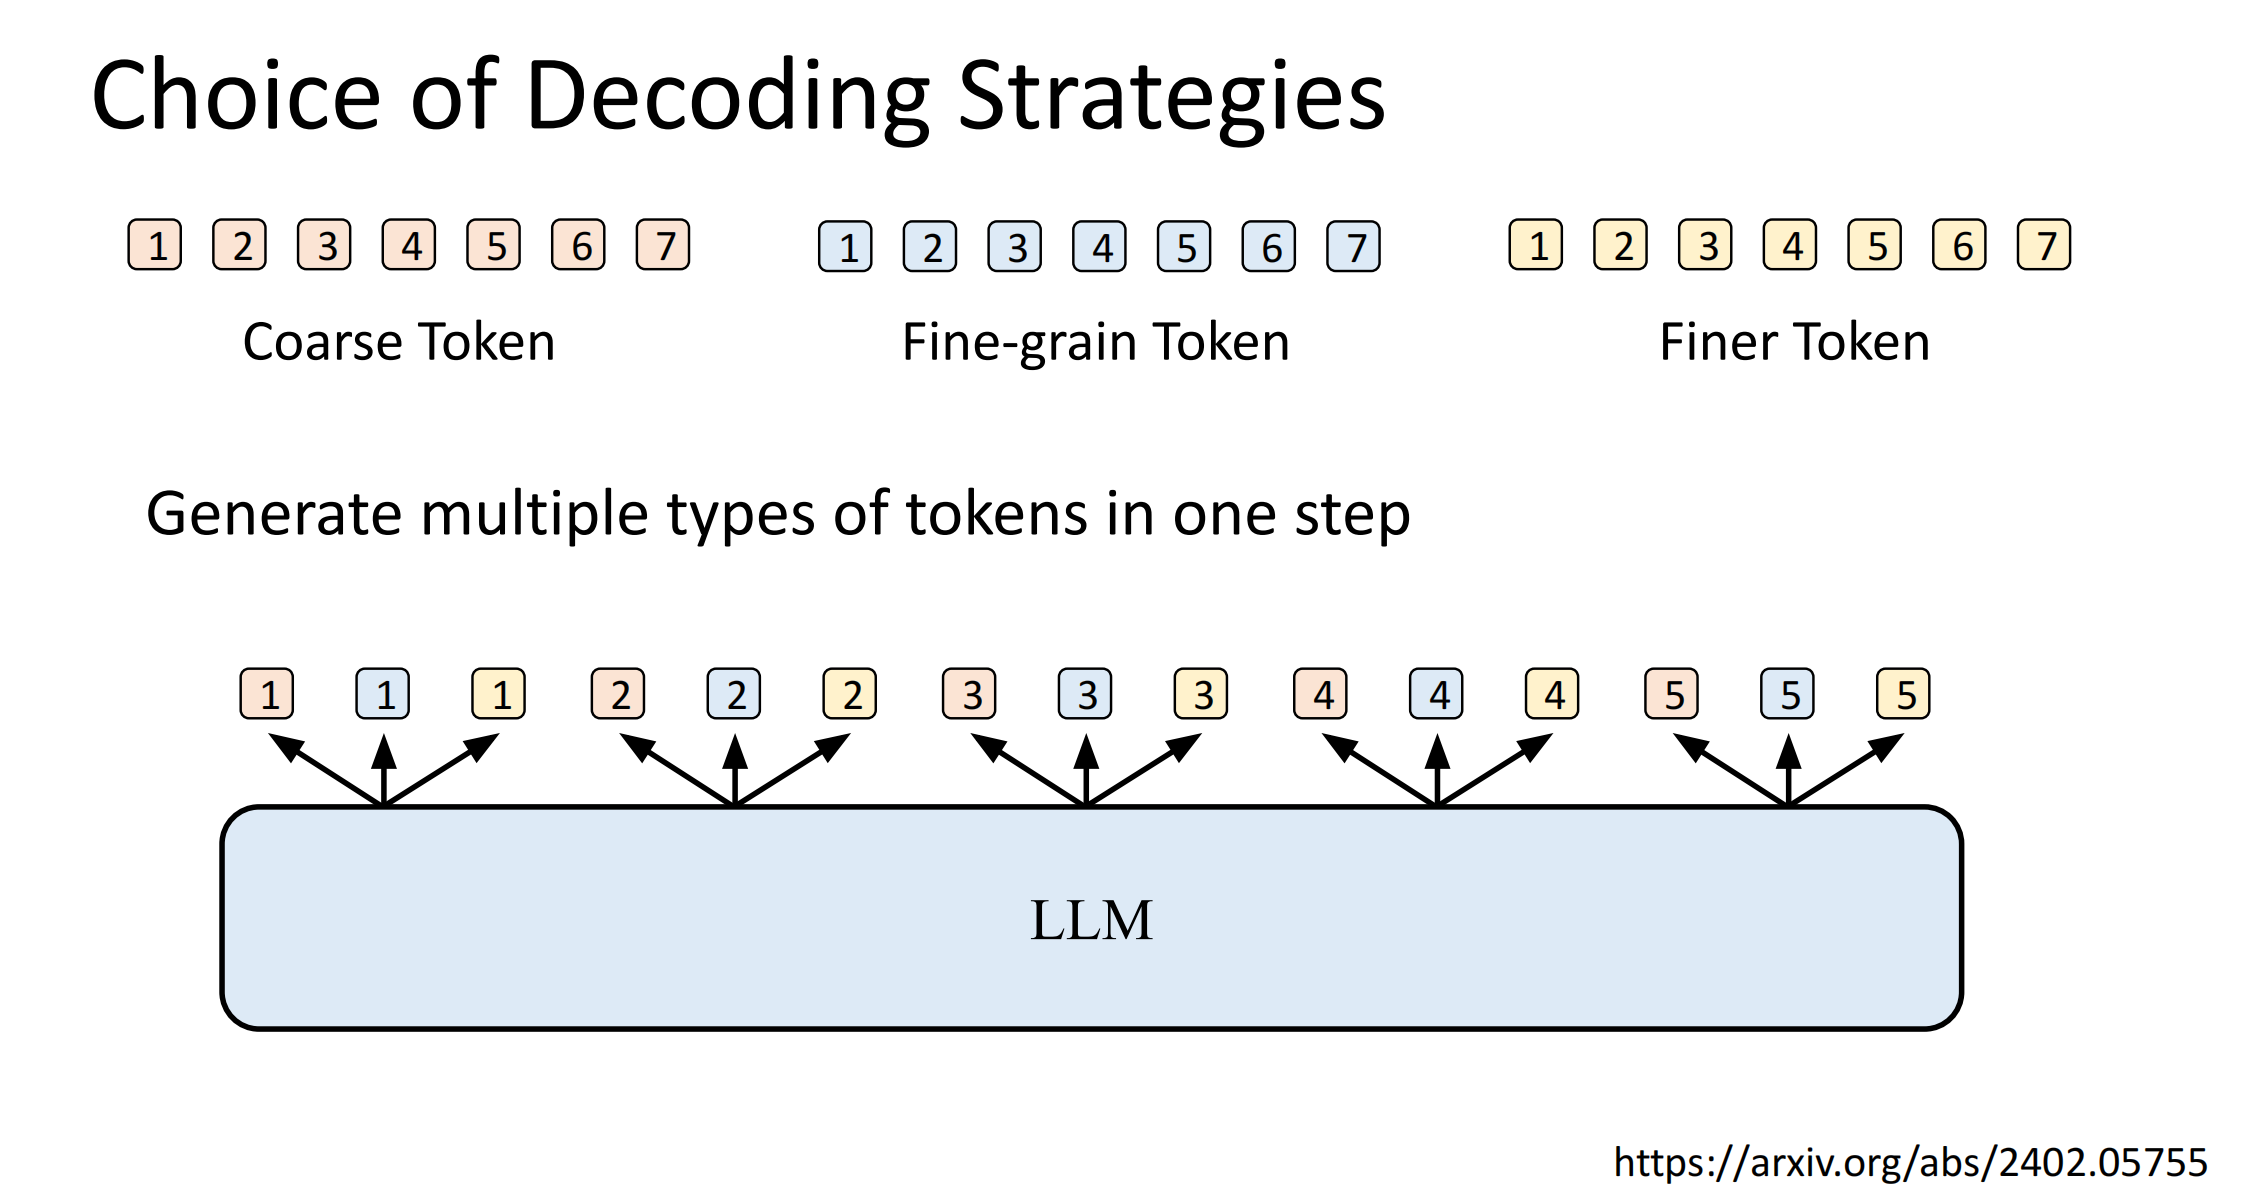 Choice of Decoding Strategies
1 2 3 4 5 6 7
1 2 3 4 5 6 7
1 2 3 4 5 6 7
Coarse Token
Fine-grain Token
Finer Token
Generate multiple types of tokens in one step
1 1 1 2 2 2 3 3 3 4 4 4 5 5 5
LLM
https://arxiv.org/abs/2402.05755